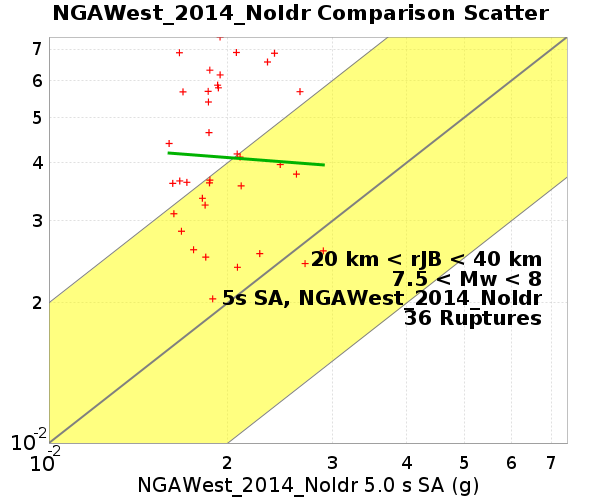 NGAWest_2014_NoIdr Comparison Scatter
7
6
5
4
3
2
20 km < rJB < 40 km
7.5 < Mw < 8
5s SA, NGAWest_2014_NoIdr
36 Ruptures
10-2
10-2
2 3 4 5 6 7
NGAWest_2014_NoIdr 5.0 s SA (g)